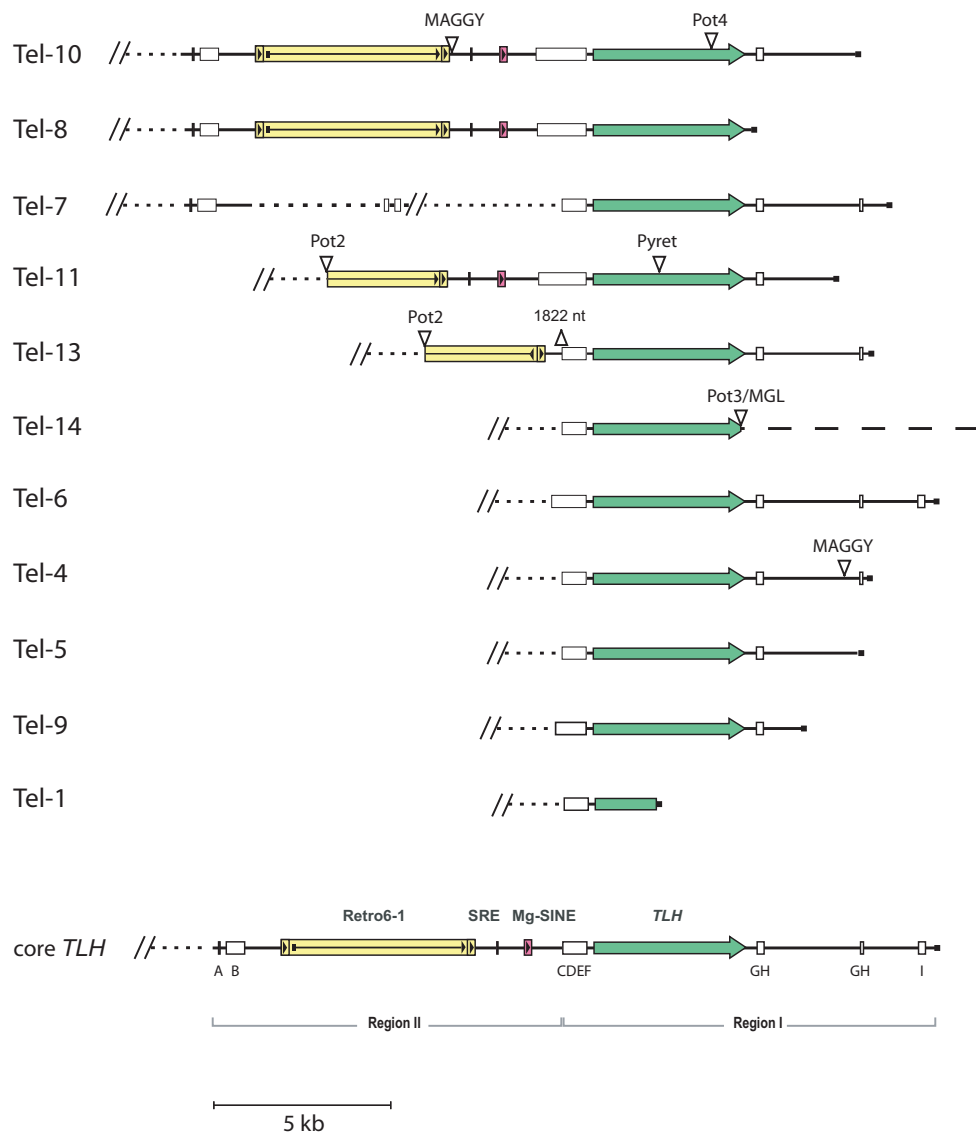 MAGGY Pot4
Tel-10
Tel-8
Tel-7
Pot2 Pyret
Tel-11
Pot2 1822 nt
Tel-13
Pot3/MGL
Tel-14
Tel-6
MAGGY
Tel-4
Tel-5
Tel-9
Tel-1
Retro6-1 SRE Mg-SINE TLH
core TLH
A B CDEF GH GH I
Region II Region I
5 kb